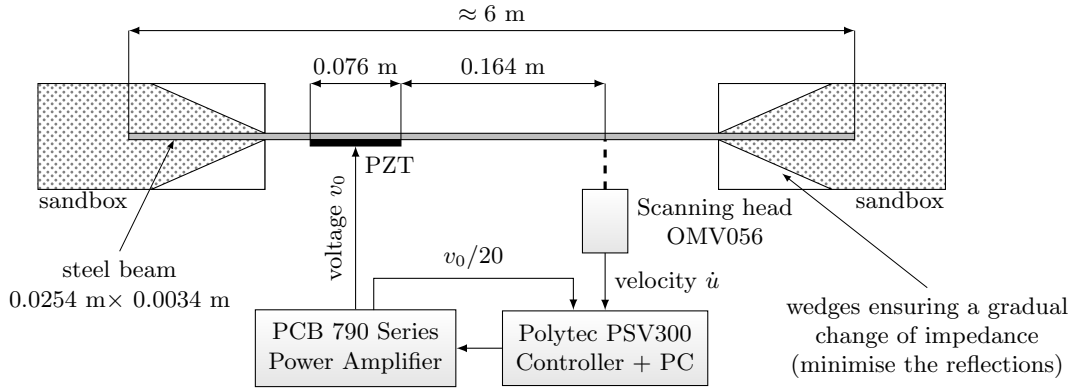 ≈ 6 m
0.076 m
0.164 m
PZT
sandbox
sandbox
voltage v₀
Scanning head
OMV056
steel beam
0.0254 m× 0.0034 m
v₀/20
velocity u̇
wedges ensuring a gradual
change of impedance
(minimise the reflections)
PCB 790 Series
Power Amplifier
Polytec PSV300
Controller + PC